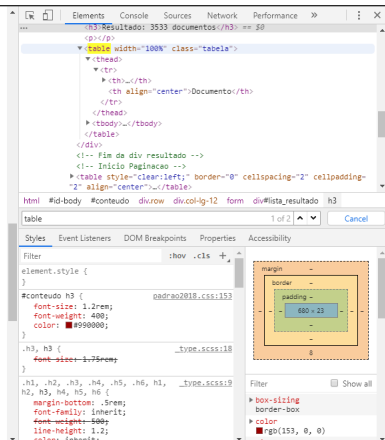 Elements Console Sources Network Performance »
<h3>Resultado: 3533 documentos</h3> == $0
<p></p>
▼<table width="100%" class="tabela">
▼<thead>
▼<tr>
▶<th>…</th>
<th align="center">Documento</th>
</tr>
</thead>
▶<tbody>…</tbody>
</table>
</div>
<!-- Fim da div resultado -->
<!-- Inicio Paginacao -->
▶<table style="clear:left;" border="0" cellspacing="2" cellpadding=
"2" align="center">…</table>
html #id-body #conteudo div.row div.col-lg-12 form div#lista_resultado h3
table 1 of 2 Cancel
Styles Event Listeners DOM Breakpoints Properties Accessibility
Filter :hov .cls +
element.style {
}
#conteudo h3 { padrao2018.css:153
font-size: 1.2rem;
font-weight: 400;
color: #990000;
}
.h3, h3 { _type.scss:18
font-size: 1.75rem;
}
.h1, .h2, .h3, .h4, .h5, .h6, h1, _type.scss:9
h2, h3, h4, h5, h6 {
margin-bottom: .5rem;
font-family: inherit;
font-weight: 500;
line-height: 1.2;
color: inherit;
margin –
border –
padding –
– – – 680 × 23 – – –
–
–
8
Filter Show all
▶ box-sizing
border-box
▶ color
rgb(153, 0, 0)